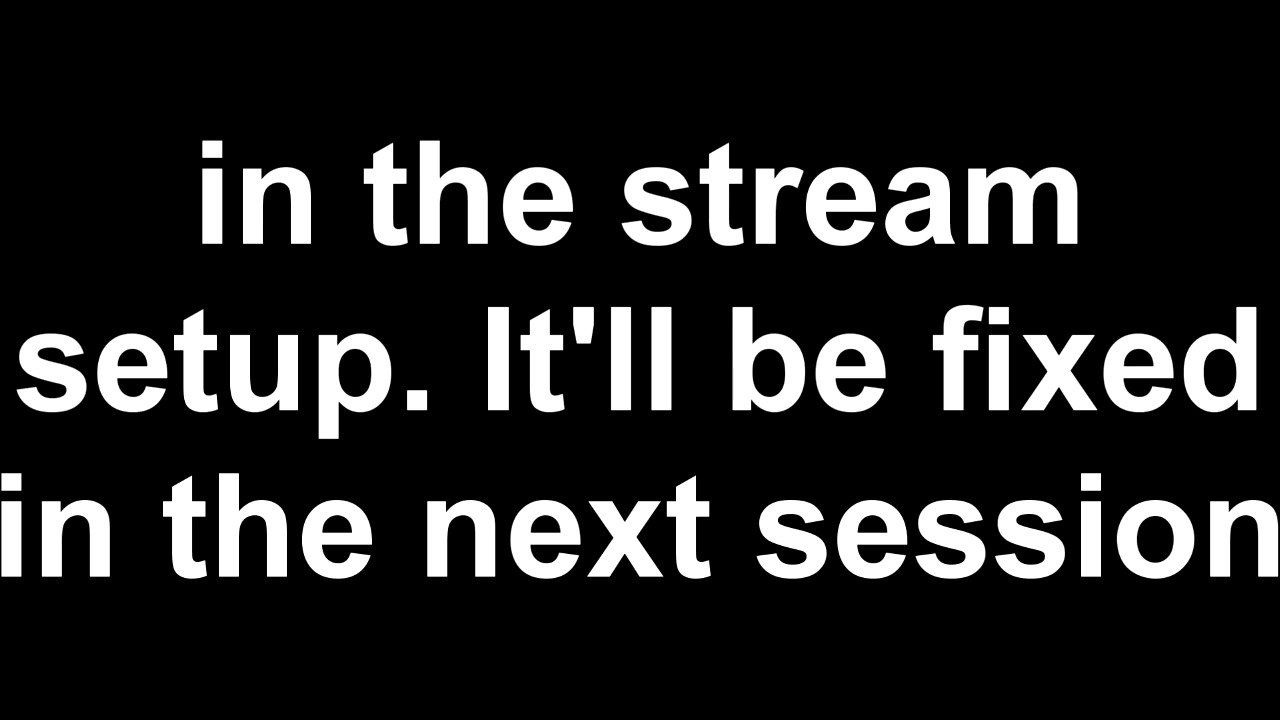 in the stream
setup. It'll be fixed
in the next session